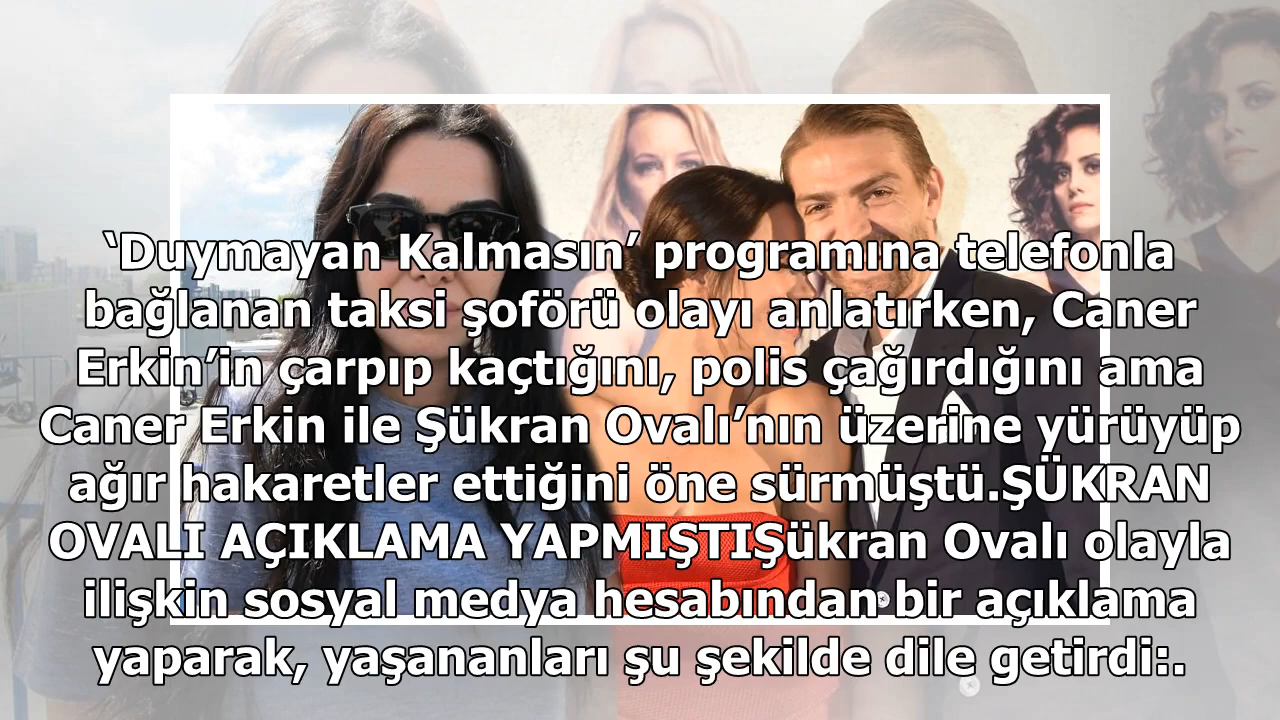 ‘Duymayan Kalmasın’ programına telefonla
bağlanan taksi şoförü olayı anlatırken, Caner
Erkin’in çarpıp kaçtığını, polis çağırdığını ama
Caner Erkin ile Şükran Ovalı’nın üzerine yürüyüp
ağır hakaretler ettiğini öne sürmüştü.ŞÜKRAN
OVALI AÇIKLAMA YAPMIŞTIŞükran Ovalı olayla
ilişkin sosyal medya hesabından bir açıklama
yaparak, yaşananları şu şekilde dile getirdi:.